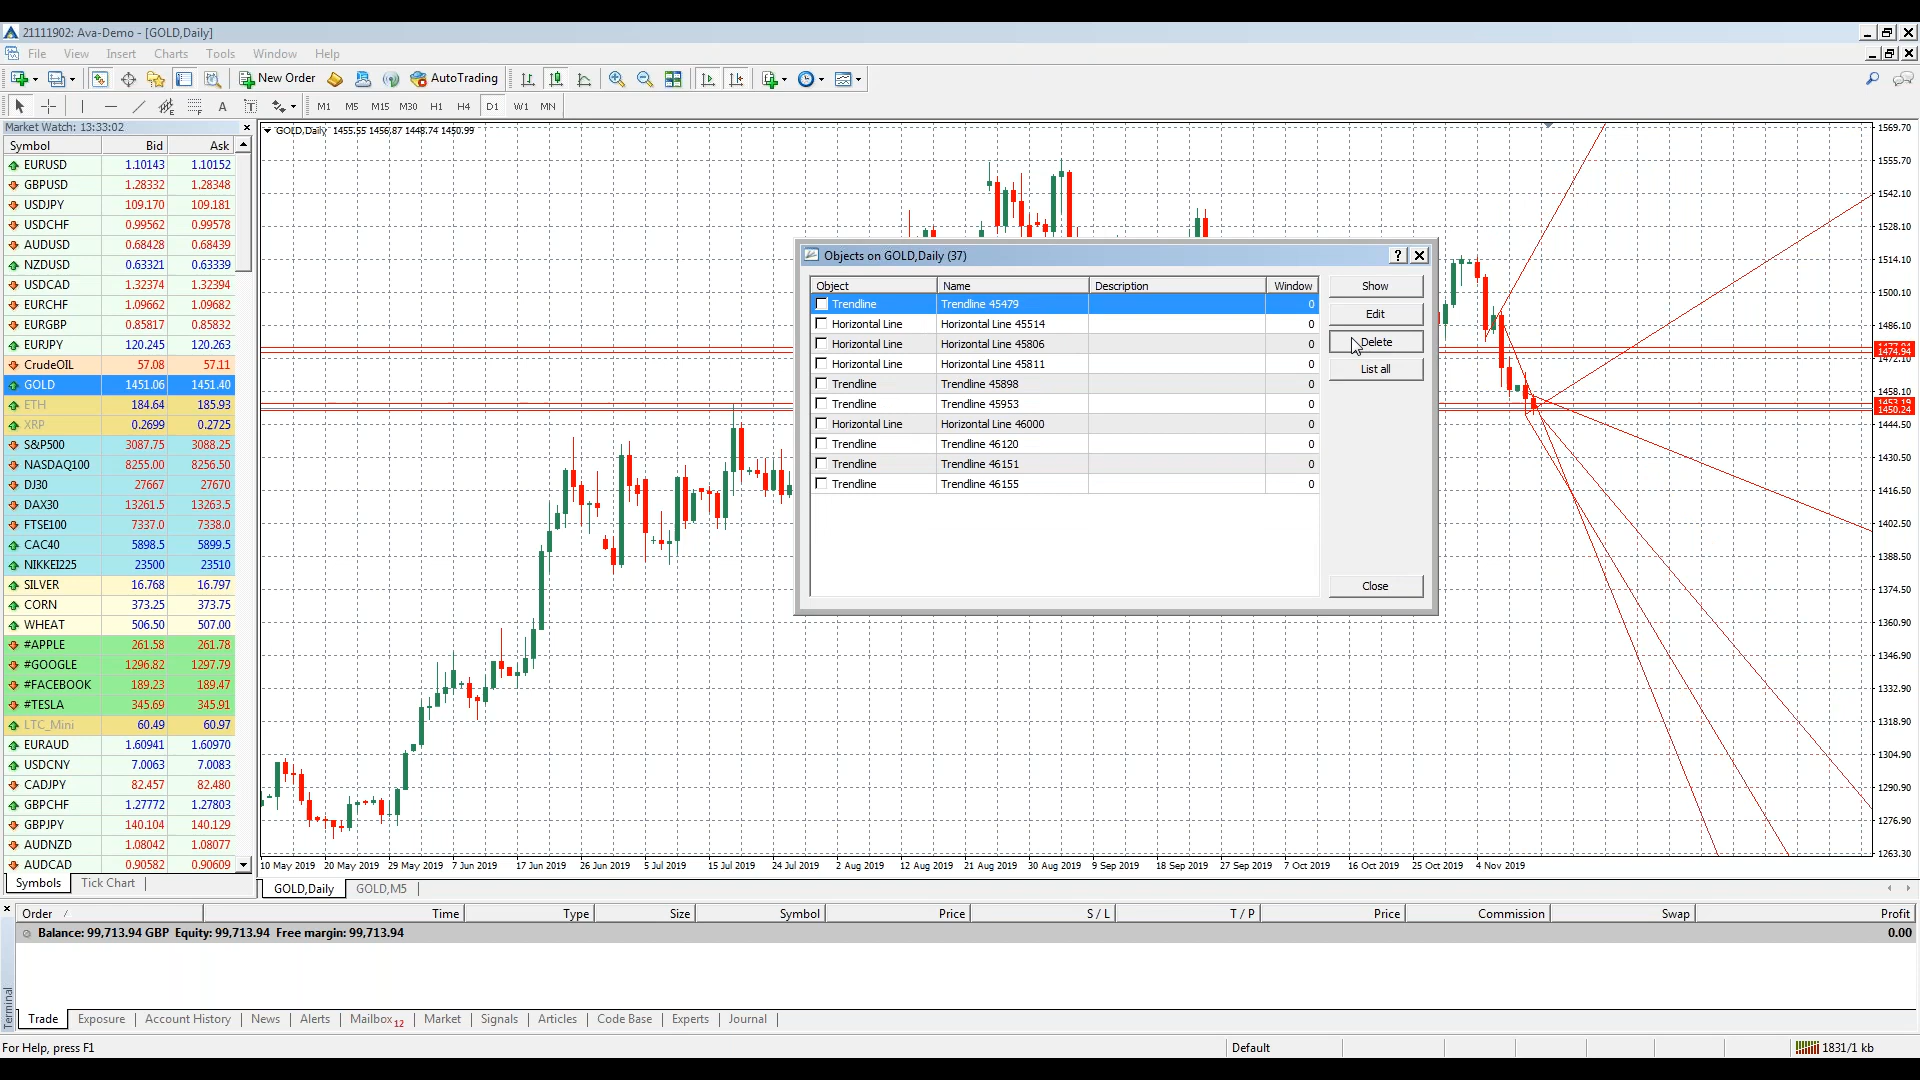 21111902: Ava-Demo - [GOLD,Daily]
File View Insert Charts Tools Window Help
New Order AutoTrading
A T M1 M5 M15 M30 H1 H4 D1 W1 MN
Market Watch: 13:33:02
Symbol Bid Ask
EURUSD 1.10143 1.10152
GBPUSD 1.28332 1.28348
USDJPY 109.170 109.181
USDCHF 0.99562 0.99578
AUDUSD 0.68428 0.68439
NZDUSD 0.63321 0.63339
USDCAD 1.32374 1.32394
EURCHF 1.09662 1.09682
EURGBP 0.85817 0.85832
EURJPY 120.245 120.263
CrudeOIL 57.08 57.11
GOLD 1451.06 1451.40
ETH 184.64 185.93
XRP 0.2699 0.2725
S&P500 3087.75 3088.25
NASDAQ100 8255.00 8256.50
DJ30 27667 27670
DAX30 13261.5 13263.5
FTSE100 7337.0 7338.0
CAC40 5898.5 5899.5
NIKKEI225 23500 23510
SILVER 16.768 16.797
CORN 373.25 373.75
WHEAT 506.50 507.00
#APPLE 261.58 261.78
#GOOGLE 1296.82 1297.79
#FACEBOOK 189.23 189.47
#TESLA 345.69 345.91
LTC_Mini 60.49 60.97
EURAUD 1.60941 1.60970
USDCNY 7.0063 7.0083
CADJPY 82.457 82.480
GBPCHF 1.27772 1.27803
GBPJPY 140.104 140.129
AUDNZD 1.08042 1.08077
AUDCAD 0.90582 0.90609
Symbols Tick Chart
GOLD,Daily 1455.55 1456.87 1448.74 1450.99
Objects on GOLD,Daily (37)
Object Name Description Window
Trendline Trendline 45479 0
Horizontal Line Horizontal Line 45514 0
Horizontal Line Horizontal Line 45806 0
Horizontal Line Horizontal Line 45811 0
Trendline Trendline 45898 0
Trendline Trendline 45953 0
Horizontal Line Horizontal Line 46000 0
Trendline Trendline 46120 0
Trendline Trendline 46151 0
Trendline Trendline 46155 0
Show
Edit
Delete
List all
Close
1569.70
1555.70
1542.10
1528.10
1514.10
1500.10
1486.10
1474.94
1472.10
1458.10
1453.19
1450.24
1444.50
1430.50
1416.50
1402.50
1388.50
1374.50
1360.90
1346.90
1332.90
1318.90
1304.90
1290.90
1276.90
1263.30
10 May 2019 20 May 2019 29 May 2019 7 Jun 2019 17 Jun 2019 26 Jun 2019 5 Jul 2019 15 Jul 2019 24 Jul 2019 2 Aug 2019 12 Aug 2019 21 Aug 2019 30 Aug 2019 9 Sep 2019 18 Sep 2019 27 Sep 2019 7 Oct 2019 16 Oct 2019 25 Oct 2019 4 Nov 2019
GOLD,Daily GOLD,M5
Order / Time Type Size Symbol Price S / L T / P Price Commission Swap Profit
Balance: 99,713.94 GBP Equity: 99,713.94 Free margin: 99,713.94 0.00
Terminal
Trade Exposure Account History News Alerts Mailbox 12 Market Signals Articles Code Base Experts Journal
For Help, press F1 Default 1831/1 kb